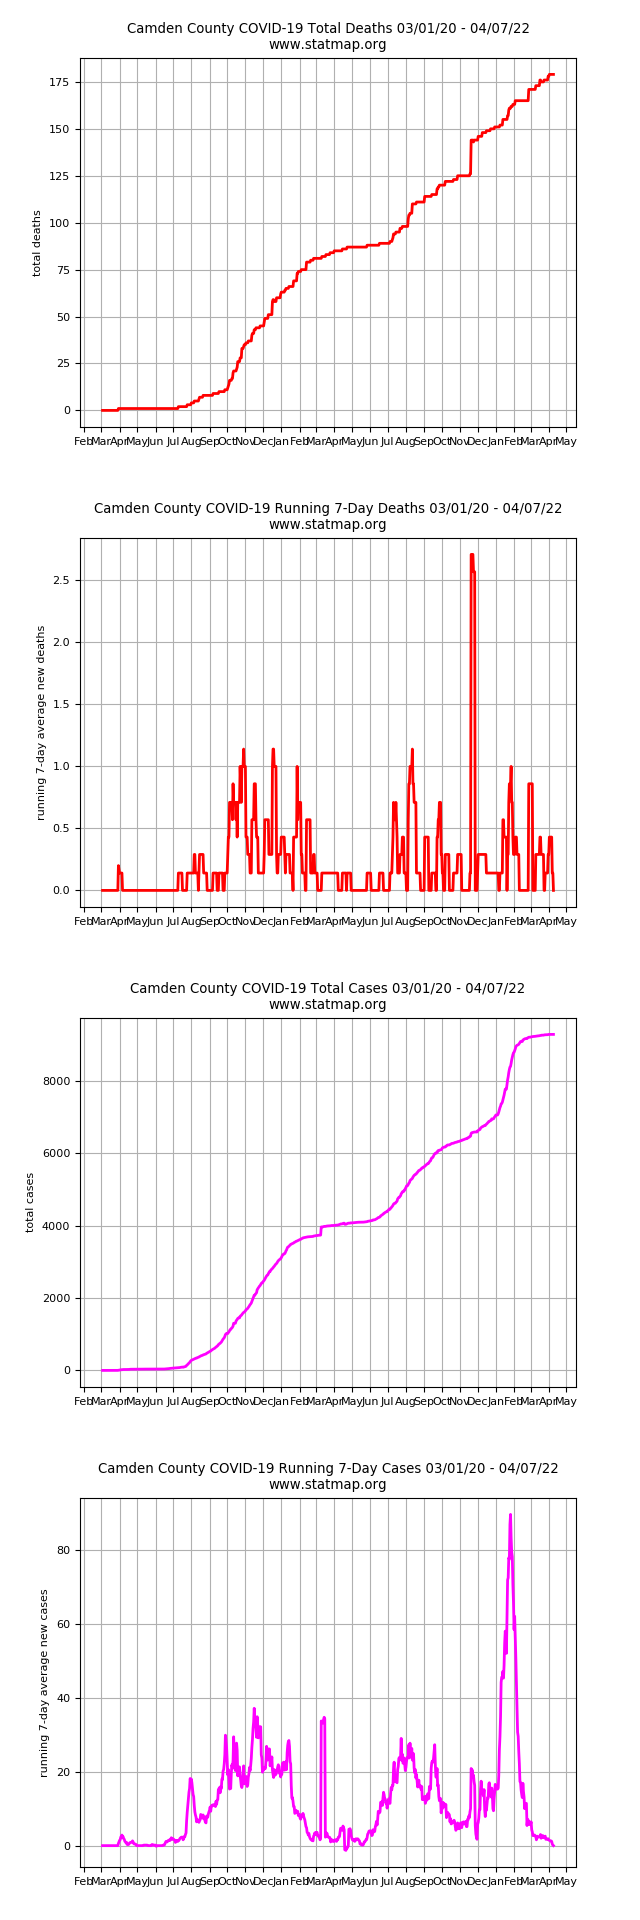 Camden County COVID-19 Total Deaths 03/01/20 - 04/07/22
www.statmap.org
175
150
125
100
75
50
25
0
total deaths
Feb Mar Apr May Jun Jul Aug Sep Oct Nov Dec Jan Feb Mar Apr May Jun Jul Aug Sep Oct Nov Dec Jan Feb Mar Apr May
Camden County COVID-19 Running 7-Day Deaths 03/01/20 - 04/07/22
www.statmap.org
2.5
2.0
1.5
1.0
0.5
0.0
running 7-day average new deaths
Feb Mar Apr May Jun Jul Aug Sep Oct Nov Dec Jan Feb Mar Apr May Jun Jul Aug Sep Oct Nov Dec Jan Feb Mar Apr May
Camden County COVID-19 Total Cases 03/01/20 - 04/07/22
www.statmap.org
8000
6000
4000
2000
0
total cases
Feb Mar Apr May Jun Jul Aug Sep Oct Nov Dec Jan Feb Mar Apr May Jun Jul Aug Sep Oct Nov Dec Jan Feb Mar Apr May
Camden County COVID-19 Running 7-Day Cases 03/01/20 - 04/07/22
www.statmap.org
80
60
40
20
0
running 7-day average new cases
Feb Mar Apr May Jun Jul Aug Sep Oct Nov Dec Jan Feb Mar Apr May Jun Jul Aug Sep Oct Nov Dec Jan Feb Mar Apr May